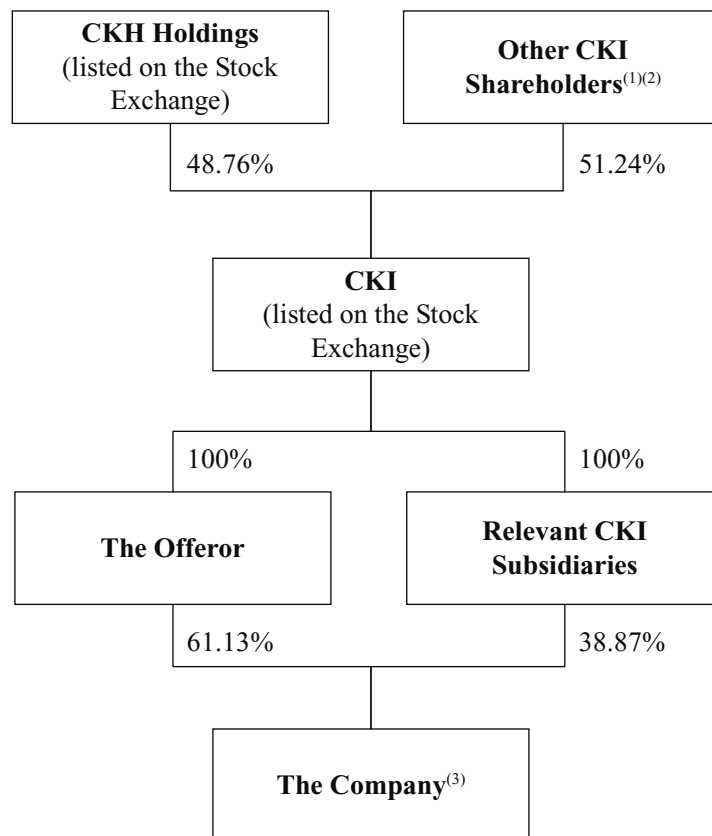 CKH Holdings
(listed on the Stock
Exchange)
Other CKI
Shareholders(1)(2)
48.76%
51.24%
CKI
(listed on the Stock
Exchange)
100%
100%
The Offeror
Relevant CKI
Subsidiaries
61.13%
38.87%
The Company(3)